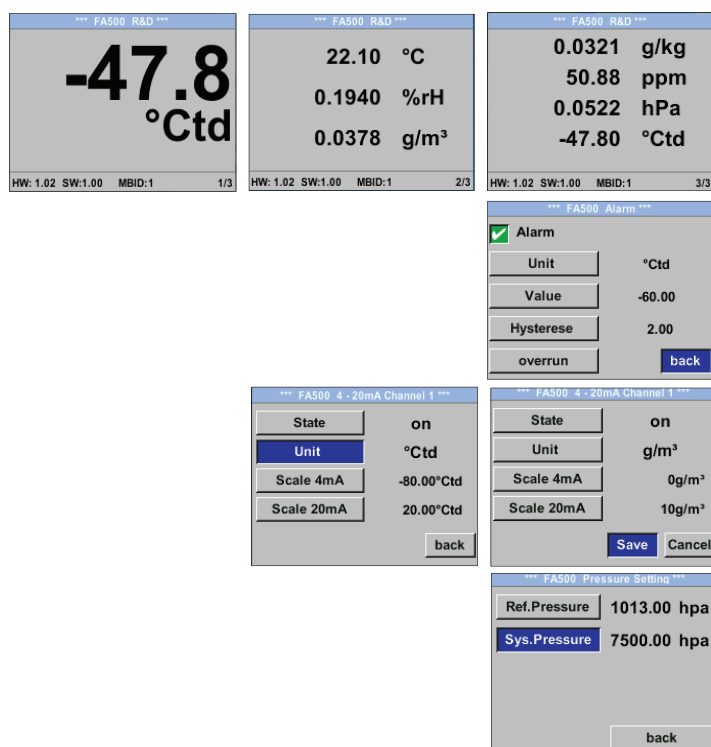 *** FA500 R&D ***
-47.8
°Ctd
HW: 1.02 SW:1.00 MBID:1 1/3
*** FA500 R&D ***
22.10 °C
0.1940 %rH
0.0378 g/m³
HW: 1.02 SW:1.00 MBID:1 2/3
*** FA500 R&D ***
0.0321 g/kg
50.88 ppm
0.0522 hPa
-47.80 °Ctd
HW: 1.02 SW:1.00 MBID:1 3/3
*** FA500 Alarm ***
Alarm
Unit °Ctd
Value -60.00
Hysterese 2.00
overrun back
*** FA500 4 - 20mA Channel 1 ***
State on
Unit °Ctd
Scale 4mA -80.00°Ctd
Scale 20mA 20.00°Ctd
back
*** FA500 4 - 20mA Channel 1 ***
State on
Unit g/m³
Scale 4mA 0g/m³
Scale 20mA 10g/m³
Save Cancel
*** FA500 Pressure Setting ***
Ref.Pressure 1013.00 hpa
Sys.Pressure 7500.00 hpa
back